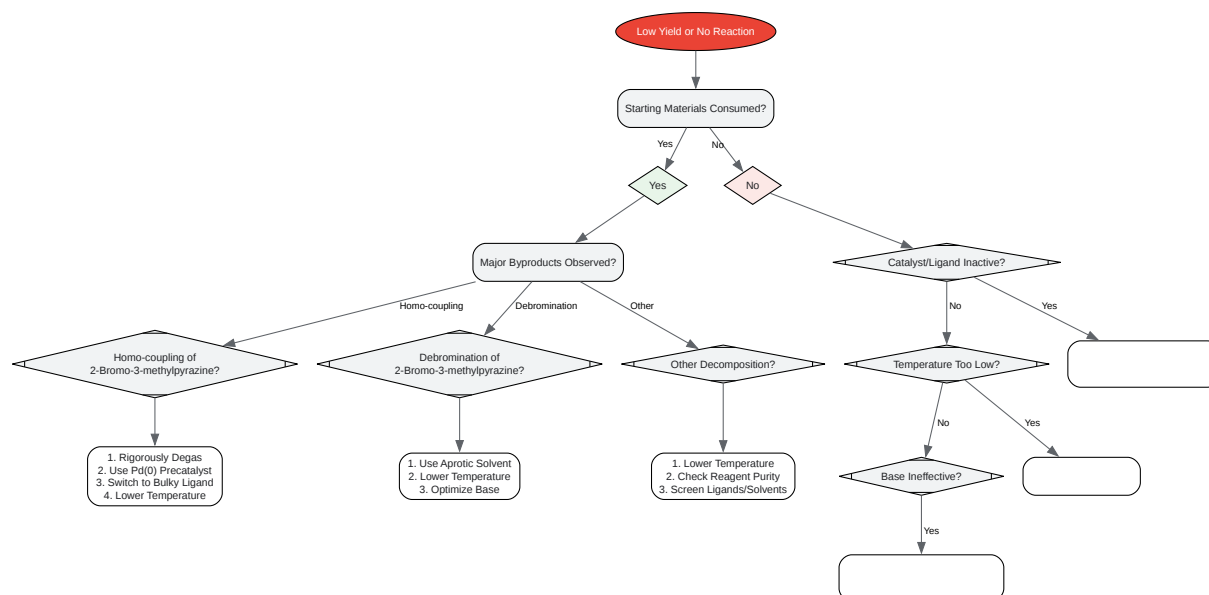 Low Yield or No Reaction
Starting Materials Consumed?
Yes
No
Yes
No
Major Byproducts Observed?
Catalyst/Ligand Inactive?
Homo-coupling
Debromination
Other
No
Yes
Homo-coupling of
2-Bromo-3-methylpyrazine?
Debromination of
2-Bromo-3-methylpyrazine?
Other Decomposition?
Temperature Too Low?
No
Yes
1. Rigorously Degas
2. Use Pd(0) Precatalyst
3. Switch to Bulky Ligand
4. Lower Temperature
1. Use Aprotic Solvent
2. Lower Temperature
3. Optimize Base
1. Lower Temperature
2. Check Reagent Purity
3. Screen Ligands/Solvents
Base Ineffective?
Yes